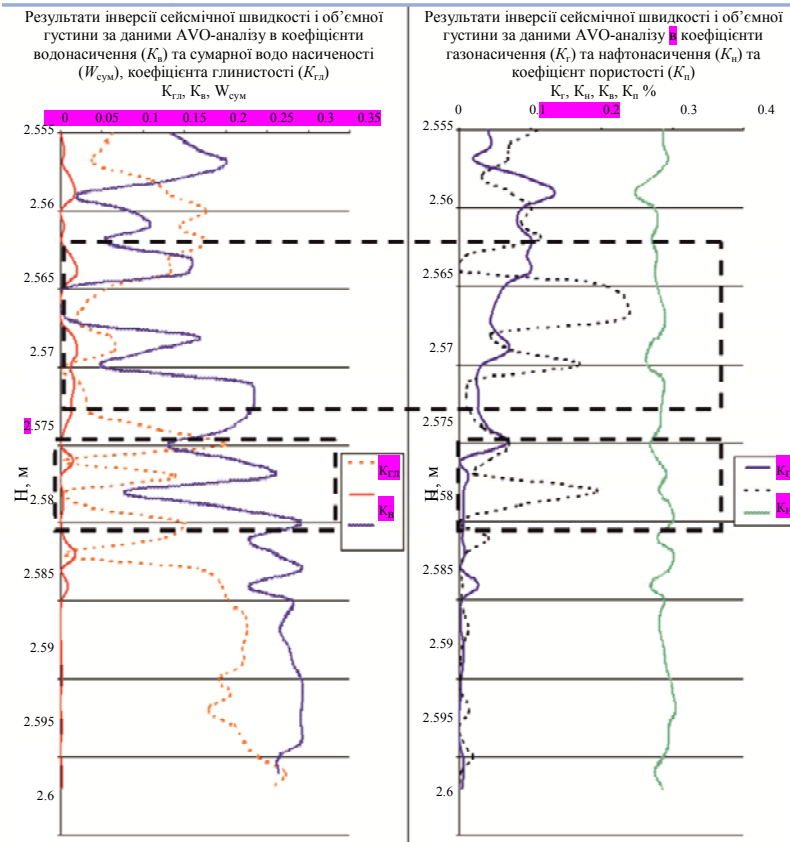 Результати інверсії сейсмічної швидкості і об’ємної
густини за даними AVO-аналізу в коефіцієнти
водонасичення (Kв) та сумарної водо насиченості
(Wсум), коефіцієнта глинистості (Kгл)
Kгл, Kв, Wсум
0 0.05 0.1 0.15 0.2 0.25 0.3 0.35
2.555
2.56
2.565
2.57
2.575
2.58
2.585
2.59
2.595
2.6
Н, м
Kгл
Kв
Результати інверсії сейсмічної швидкості і об’ємної
густини за даними AVO-аналізу в коефіцієнти
газонасичення (Kг) та нафтонасичення (Kн) та
коефіцієнт пористості (Kп)
Kг, Kн, Kв, Kп %
0 0.1 0.2 0.3 0.4
2.555
2.56
2.565
2.57
2.575
2.58
2.585
2.59
2.595
2.6
Н, м
Kн